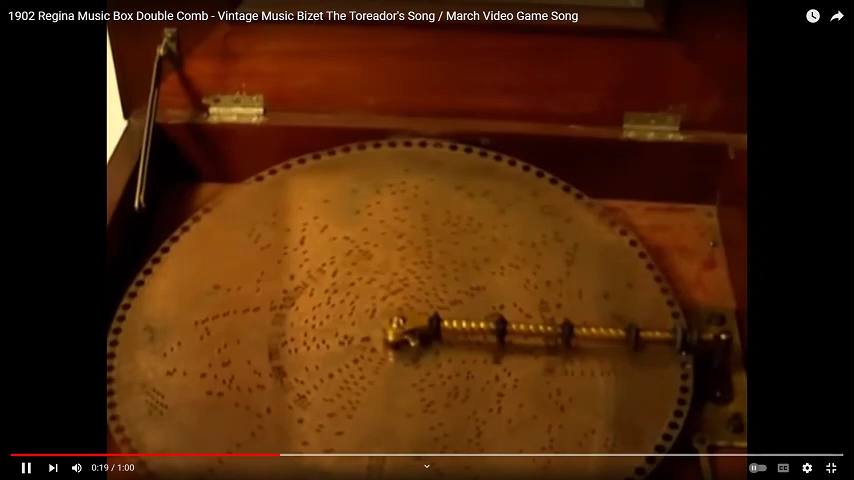 1902 Regina Music Box Double Comb - Vintage Music Bizet The Toreador's Song / March Video Game Song
0:19 / 1:00